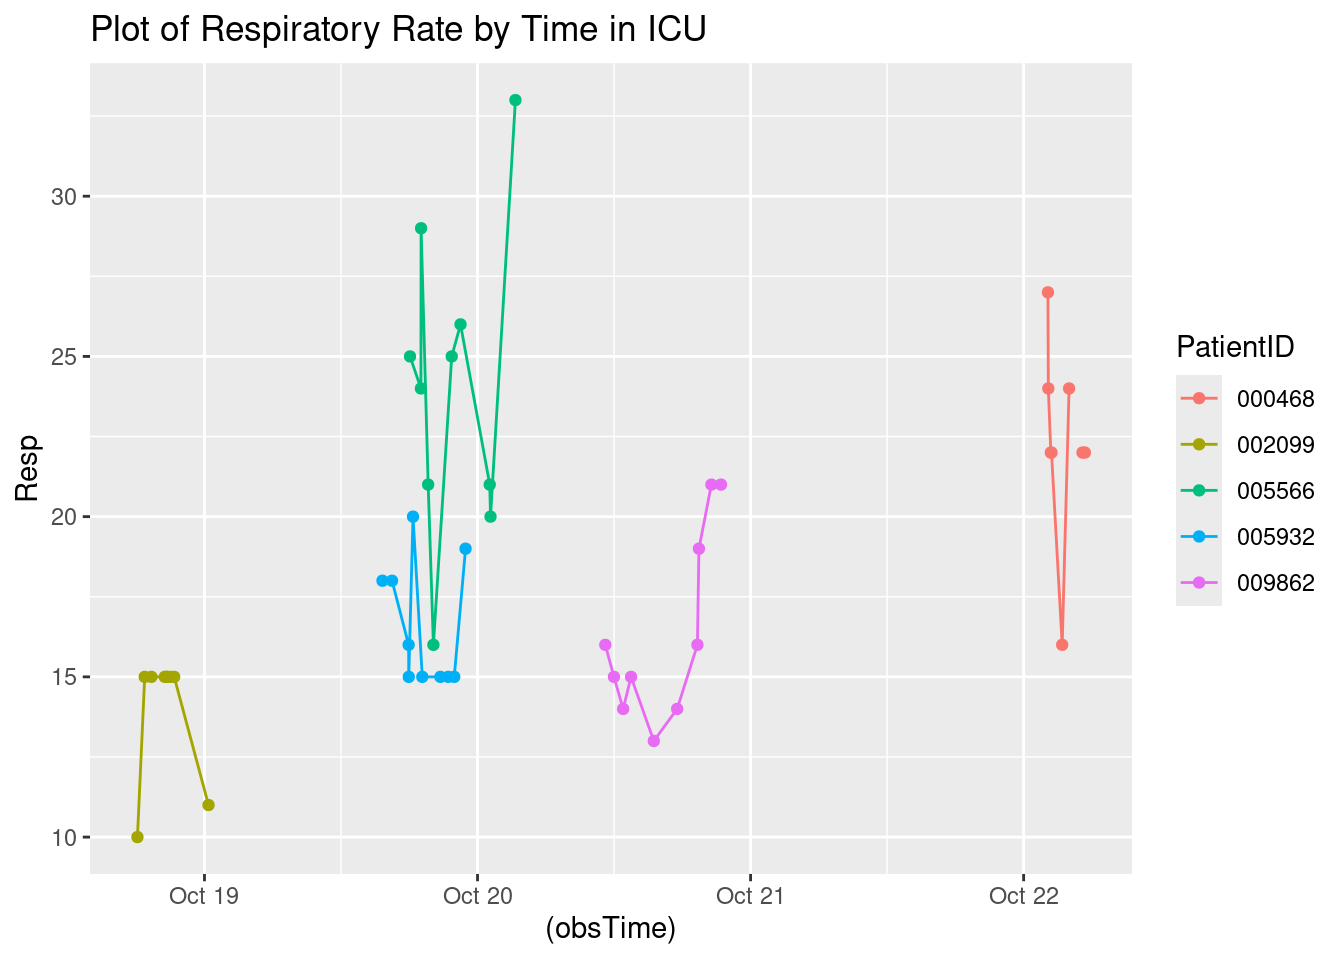 Plot of Respiratory Rate by Time in ICU
Resp
30
25
20
15
10
Oct 19 Oct 20 Oct 21 Oct 22
(obsTime)
PatientID
000468
002099
005566
005932
009862